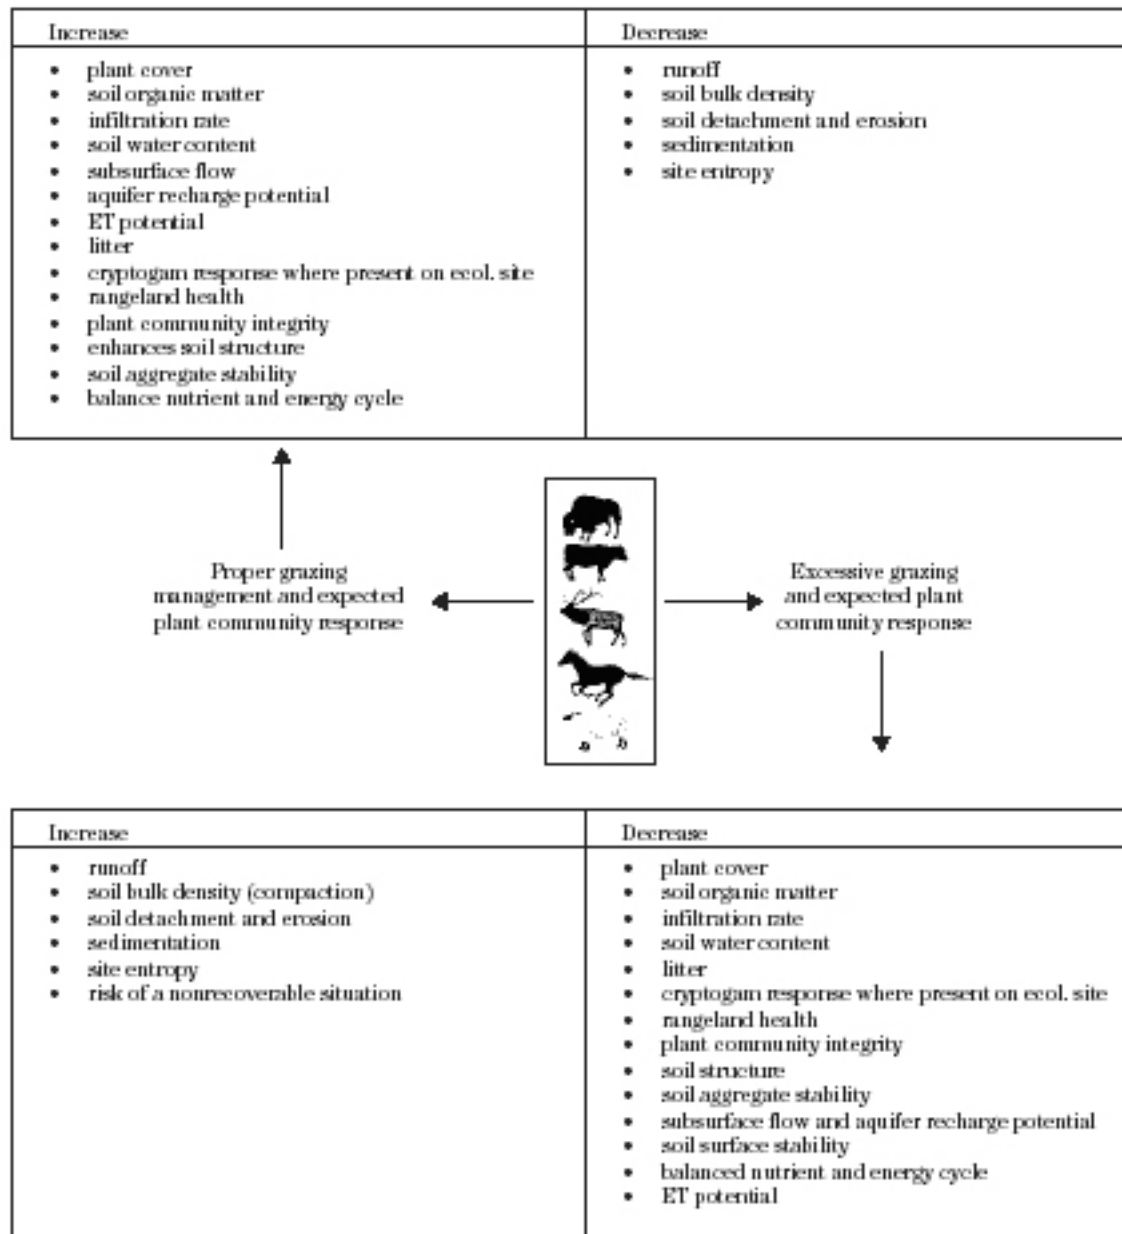 Increase
Decrease
• plant cover
• soil organic matter
• infiltration rate
• soil water content
• subsurface flow
• aquifer recharge potential
• ET potential
• litter
• cryptogam response where present on ecol. site
• rangeland health
• plant community integrity
• enhances soil structure
• soil aggregate stability
• balance nutrient and energy cycle
• runoff
• soil bulk density
• soil detachment and erosion
• sedimentation
• site entropy
Proper grazing
management and expected
plant community response
Excessive grazing
and expected plant
community response
Increase
Decrease
• runoff
• soil bulk density (compaction)
• soil detachment and erosion
• sedimentation
• site entropy
• risk of a nonrecoverable situation
• plant cover
• soil organic matter
• infiltration rate
• soil water content
• litter
• cryptogam response where present on ecol. site
• rangeland health
• plant community integrity
• soil structure
• soil aggregate stability
• subsurface flow and aquifer recharge potential
• soil surface stability
• balanced nutrient and energy cycle
• ET potential